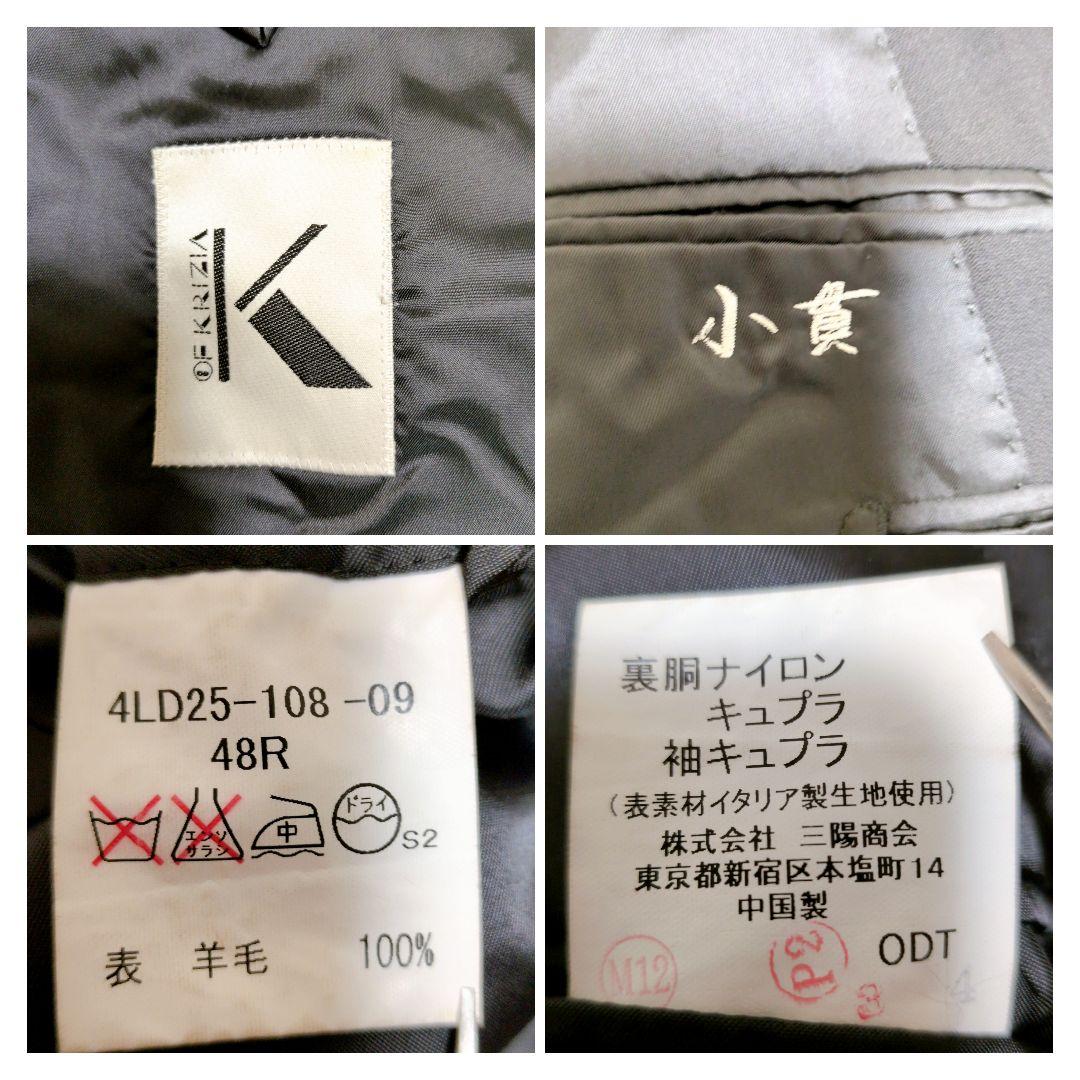 K
OF KRIZIA
小貫
4LD25-108 -09
48R
エンソ
サラシ
中
ドライ
S2
表 羊毛 100%
裏胴ナイロン
キュプラ
袖キュプラ
(表素材イタリア製生地使用)
株式会社 三陽商会
東京都新宿区本塩町14
中国製
M12
P2
ODT
3
4